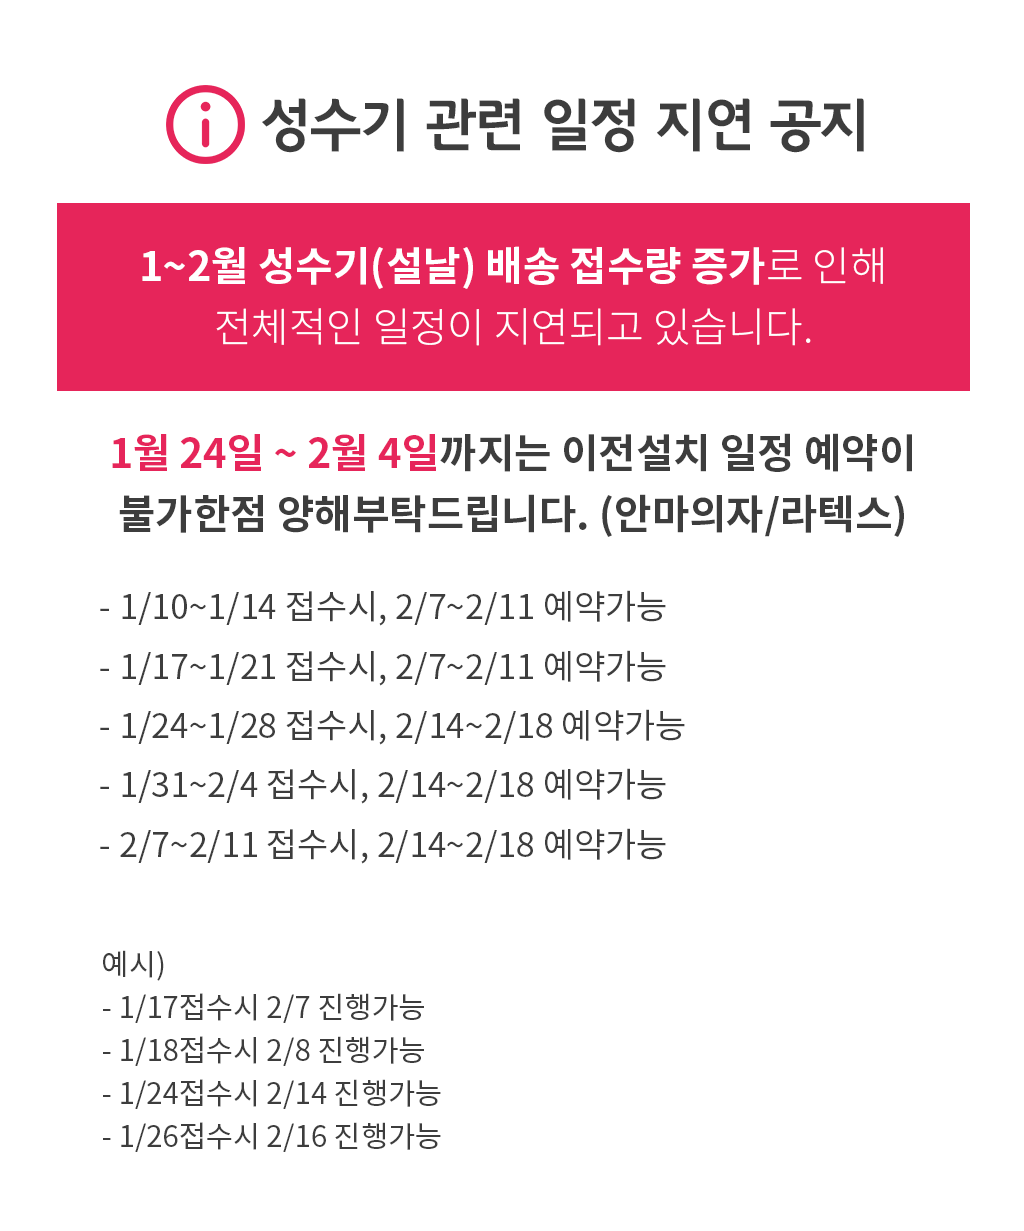 성수기 관련 일정 지연 공지
1~2월 성수기(설날) 배송 접수량 증가로 인해
전체적인 일정이 지연되고 있습니다.
1월 24일 ~ 2월 4일까지는 이전설치 일정 예약이
불가한점 양해부탁드립니다. (안마의자/라텍스)
- 1/10~1/14 접수시, 2/7~2/11 예약가능
- 1/17~1/21 접수시, 2/7~2/11 예약가능
- 1/24~1/28 접수시, 2/14~2/18 예약가능
- 1/31~2/4 접수시, 2/14~2/18 예약가능
- 2/7~2/11 접수시, 2/14~2/18 예약가능
예시)
- 1/17접수시 2/7 진행가능
- 1/18접수시 2/8 진행가능
- 1/24접수시 2/14 진행가능
- 1/26접수시 2/16 진행가능